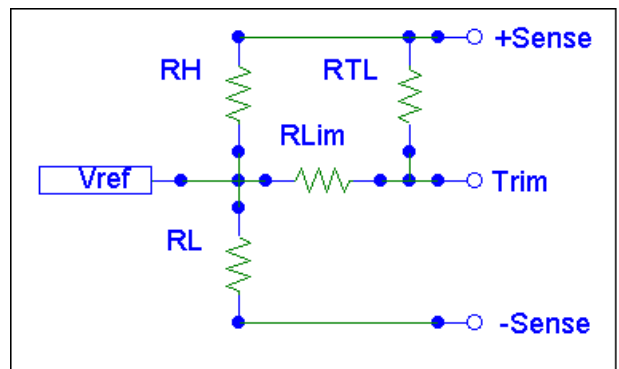 +Sense
RH
RTL
RLim
Vref
Trim
RL
-Sense